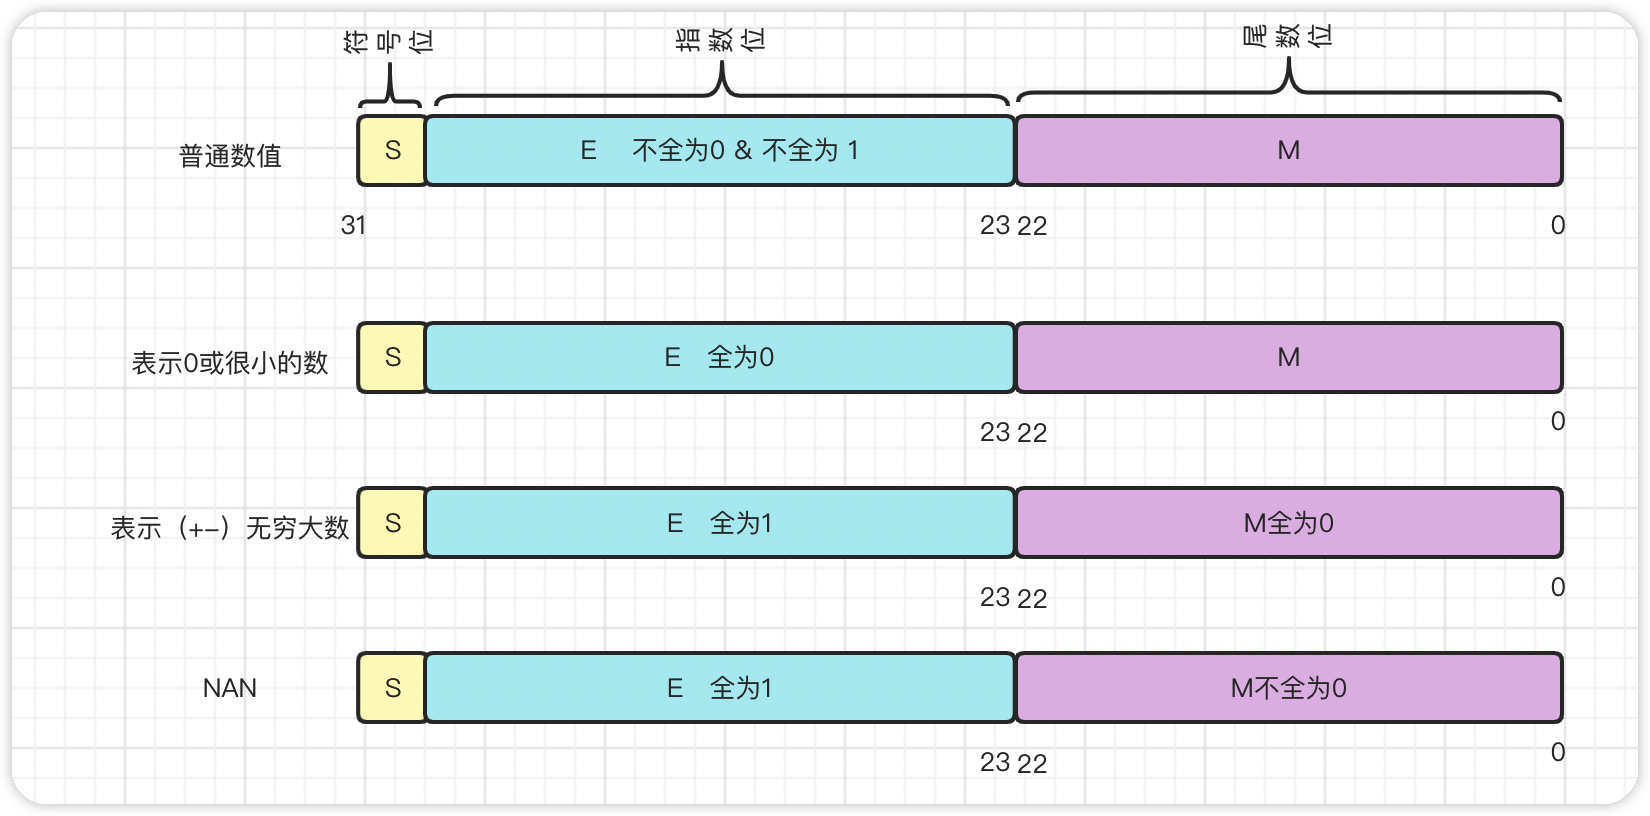 符号位
指数位
尾数位
普通数值
S
E 不全为0 & 不全为 1
M
31
23
22
0
表示0或很小的数
S
E 全为0
M
23
22
0
表示（+−）无穷大数
S
E 全为1
M全为0
23
22
0
NAN
S
E 全为1
M不全为0
23
22
0